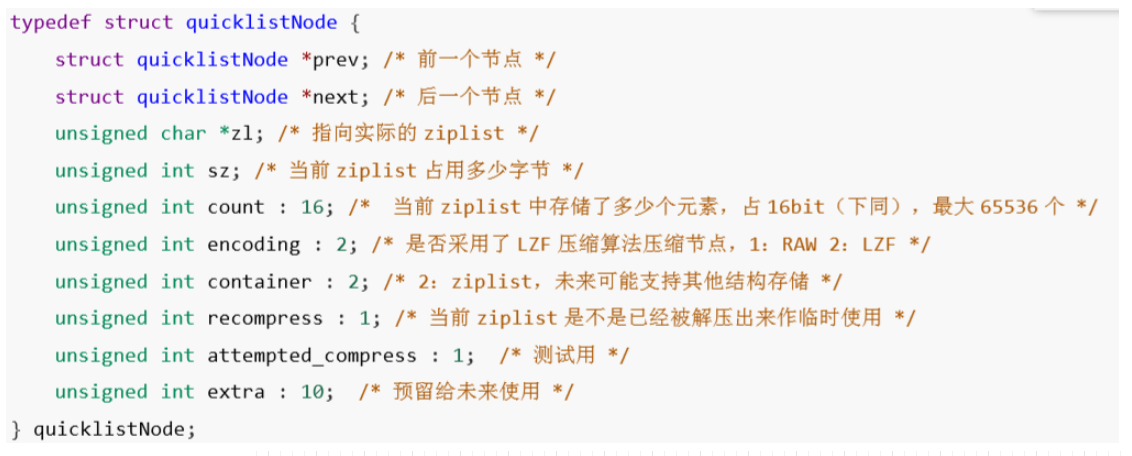 typedef struct quicklistNode {
struct quicklistNode *prev; /* 前一个节点 */
struct quicklistNode *next; /* 后一个节点 */
unsigned char *zl; /* 指向实际的 ziplist */
unsigned int sz; /* 当前 ziplist 占用多少字节 */
unsigned int count : 16; /* 当前 ziplist 中存储了多少个元素，占 16bit（下同），最大 65536 个 */
unsigned int encoding : 2; /* 是否采用了 LZF 压缩算法压缩节点，1：RAW 2：LZF */
unsigned int container : 2; /* 2：ziplist，未来可能支持其他结构存储 */
unsigned int recompress : 1; /* 当前 ziplist 是不是已经被解压出来作临时使用 */
unsigned int attempted_compress : 1; /* 测试用 */
unsigned int extra : 10; /* 预留给未来使用 */
} quicklistNode;